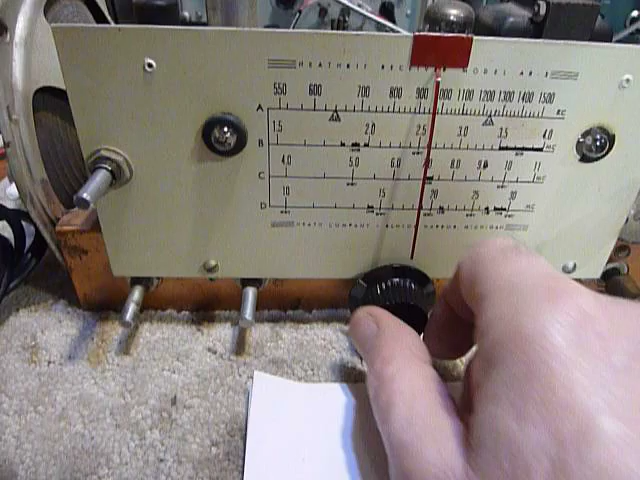 HEATHKIT RECEIVER MODEL AR-3
550 600 700 800 900 1000 1100 1200 1300 1400 1500
A KC
1.5 2.0 2.5 3.0 3.5 4.0
B MC
4.0 5.0 6.0 8.0 9.0 10 11
C MC
10 15 20 25 30
D MC
HEATH COMPANY BENTON HARBOR, MICHIGAN